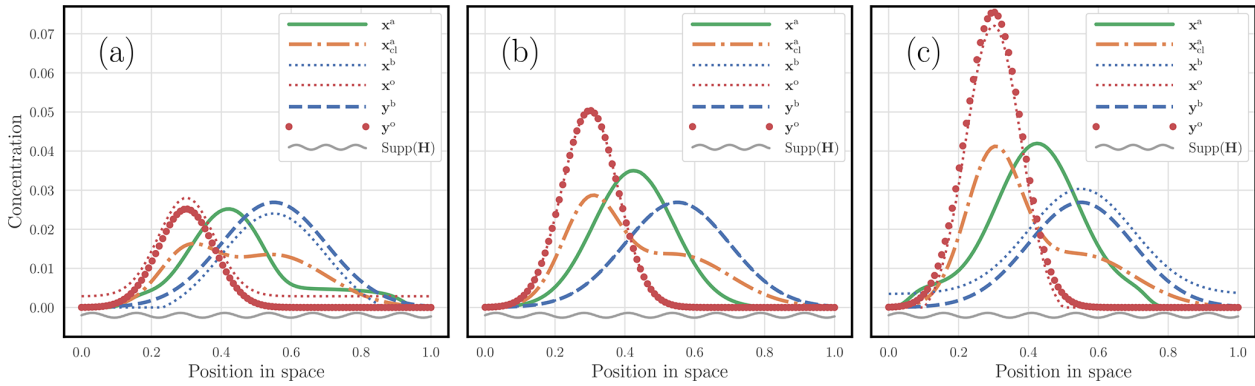 Concentration
0.07
0.06
0.05
0.04
0.03
0.02
0.01
0.00
(a)
x^a
x^a_cl
x^b
x^o
y^b
y^o
Supp(H)
0.0 0.2 0.4 0.6 0.8 1.0
Position in space
(b)
x^a
x^a_cl
x^b
x^o
y^b
y^o
Supp(H)
0.0 0.2 0.4 0.6 0.8 1.0
Position in space
(c)
x^a
x^a_cl
x^b
x^o
y^b
y^o
Supp(H)
0.0 0.2 0.4 0.6 0.8 1.0
Position in space